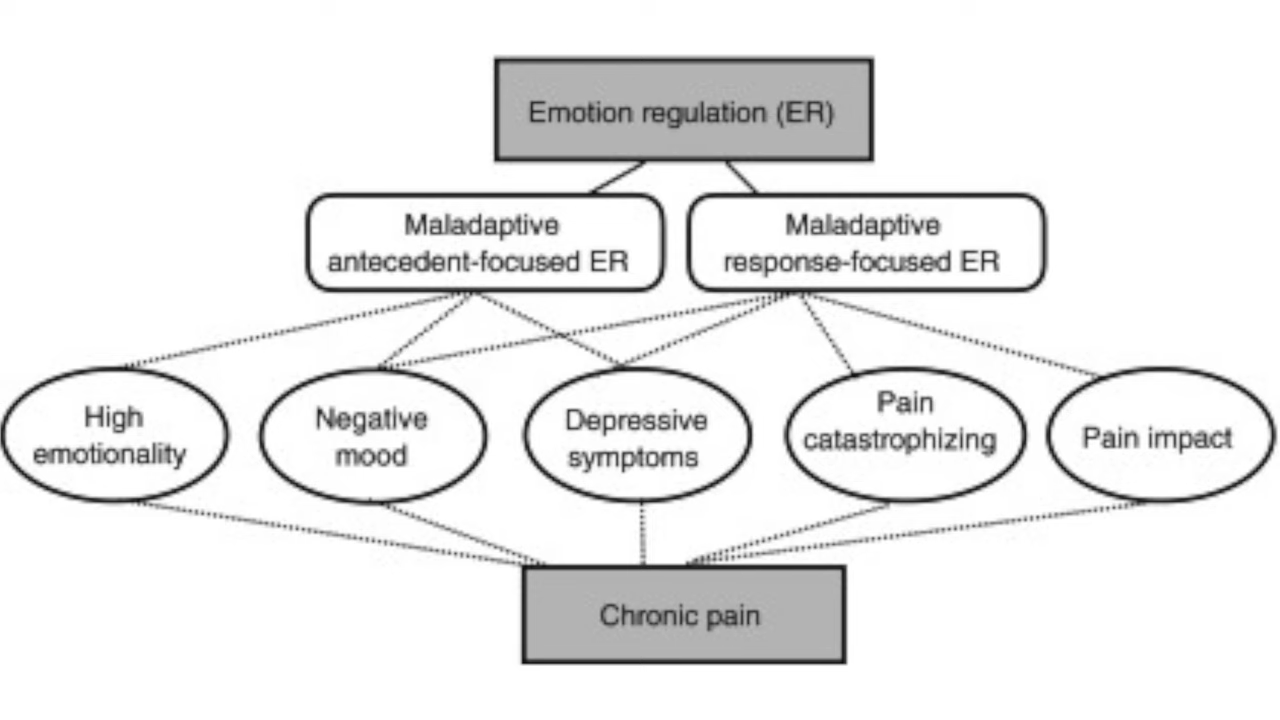 Emotion regulation (ER)
Maladaptive
antecedent-focused ER
Maladaptive
response-focused ER
High
emotionality
Negative
mood
Depressive
symptoms
Pain
catastrophizing
Pain impact
Chronic pain